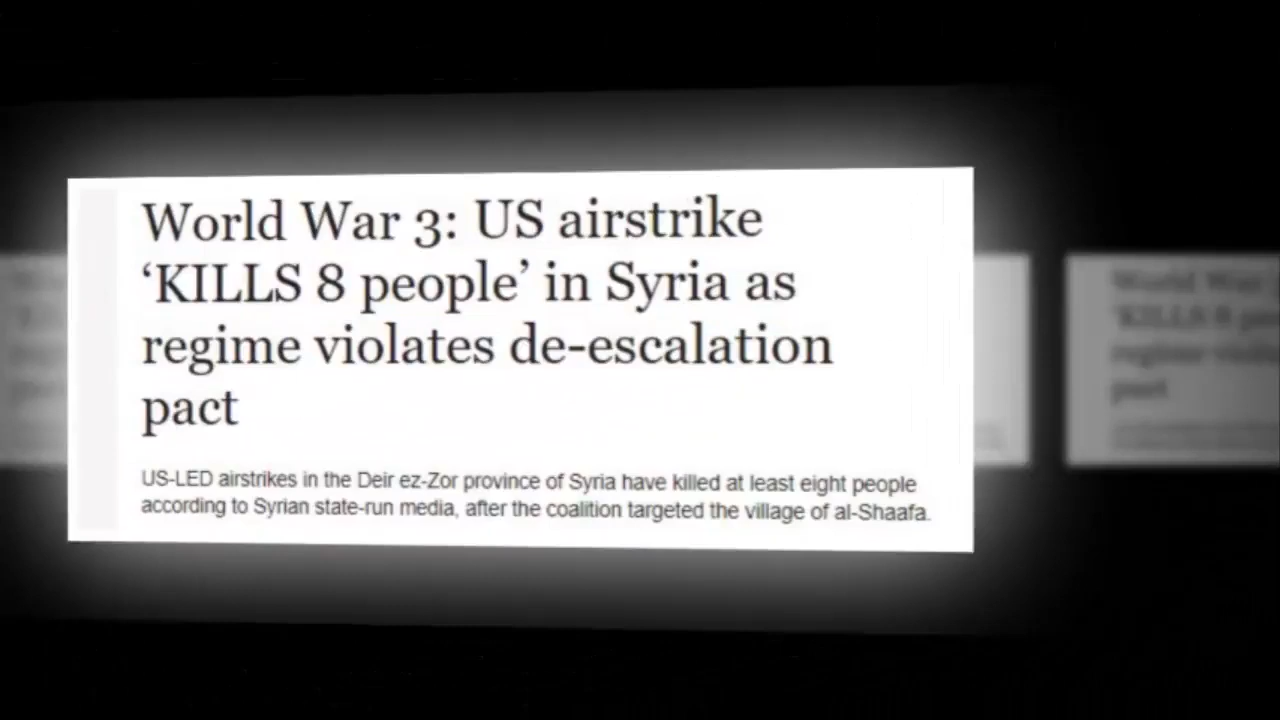 World War 3: US airstrike
‘KILLS 8 people’ in Syria as
regime violates de-escalation
pact
US-LED airstrikes in the Deir ez-Zor province of Syria have killed at least eight people
according to Syrian state-run media, after the coalition targeted the village of al-Shaafa.